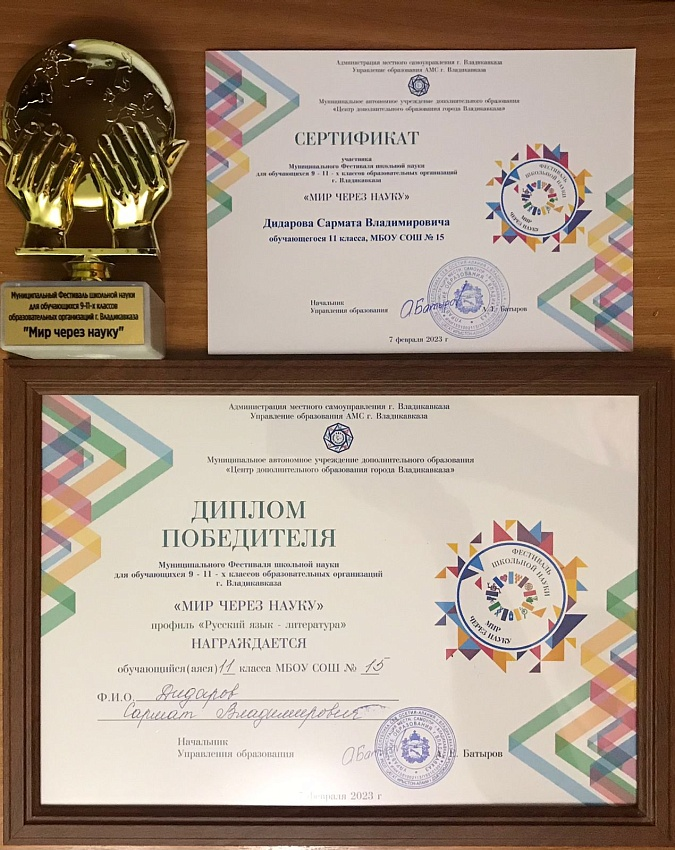 Муниципальный Фестиваль школьной науки
для обучающихся 9-11-х классов
образовательных организаций г. Владикавказа
"Мир через науку"
Администрация местного самоуправления г. Владикавказа
Управление образования АМС г. Владикавказа
Муниципальное автономное учреждение дополнительного образования
«Центр дополнительного образования города Владикавказа»
СЕРТИФИКАТ
участника
Муниципального Фестиваля школьной науки
для обучающихся 9 - 11 - х классов образовательных организаций
г. Владикавказа
«МИР ЧЕРЕЗ НАУКУ»
Дидарова Сармата Владимировича
обучающегося 11 класса, МБОУ СОШ № 15
ФЕСТИВАЛЬ
ШКОЛЬНОЙ НАУКИ
МИР
ЧЕРЕЗ НАУКУ
Начальник
Управления образования
Батыров
7 февраля 2023 г
Администрация местного самоуправления г. Владикавказа
Управление образования АМС г. Владикавказа
Муниципальное автономное учреждение дополнительного образования
«Центр дополнительного образования города Владикавказа»
ДИПЛОМ
ПОБЕДИТЕЛЯ
Муниципального Фестиваля школьной науки
для обучающихся 9 - 11 - х классов образовательных организаций
г. Владикавказа
«МИР ЧЕРЕЗ НАУКУ»
профиль «Русский язык - литература»
НАГРАЖДАЕТСЯ
обучающийся(аяся) 11 класса МБОУ СОШ № 15
Ф.И.О. Дидаров
Сармат Владимирович
ФЕСТИВАЛЬ
ШКОЛЬНОЙ НАУКИ
МИР
ЧЕРЕЗ НАУКУ
Начальник
Управления образования
Батыров
7 февраля 2023 г